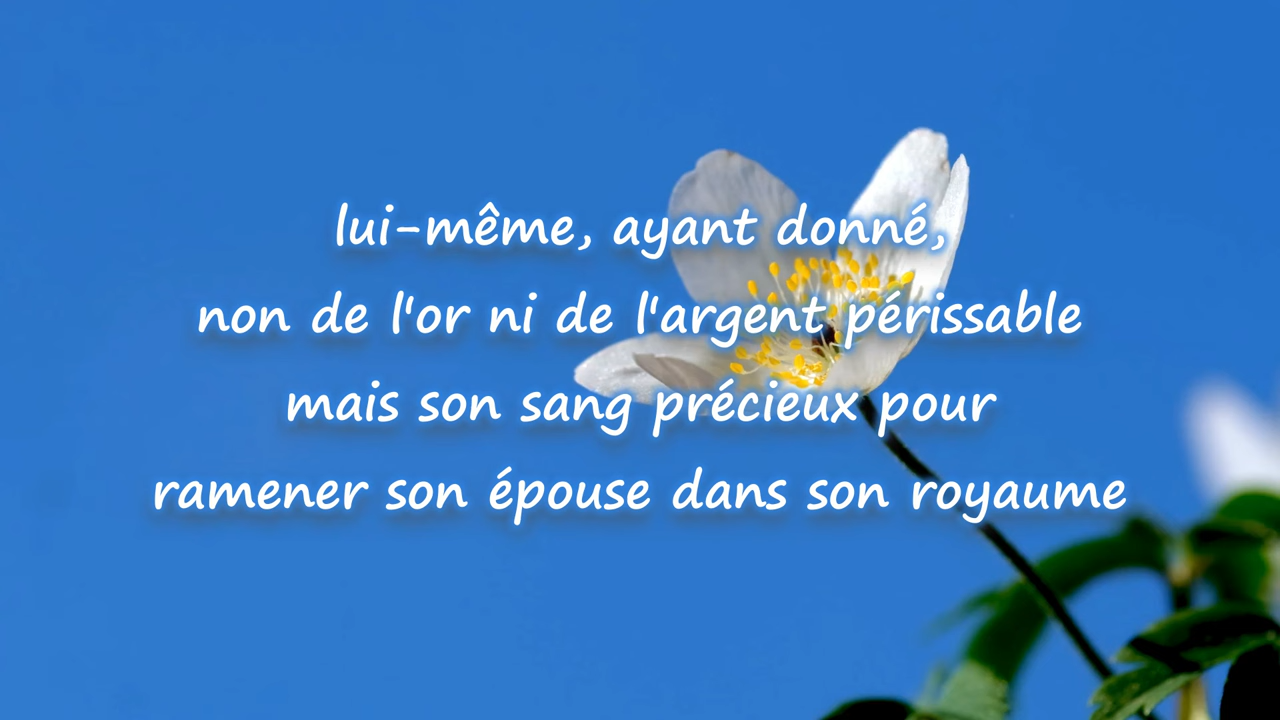 lui-même, ayant donné,
non de l'or ni de l'argent périssable
mais son sang précieux pour
ramener son épouse dans son royaume